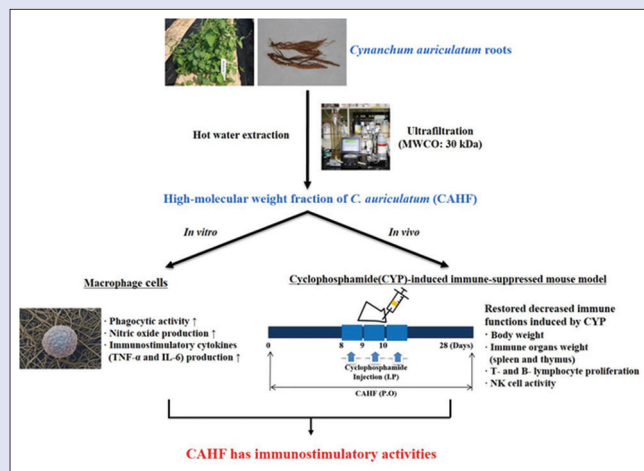 Cynanchum auriculatum roots
Hot water extraction
Ultrafiltration
(MWCO: 30 kDa)
High-molecular weight fraction of C. auriculatum (CAHF)
In vitro
In vivo
Macrophage cells
· Phagocytic activity ↑
· Nitric oxide production ↑
· Immunostimulatory cytokines
(TNF-α and IL-6) production ↑
Cyclophosphamide(CYP)-induced immune-suppressed mouse model
0
8
9
10
28 (Days)
Cyclophosphamide
Injection (I.P)
CAHF (P.O)
Restored decreased immune
functions induced by CYP
· Body weight
· Immune organs weight
(spleen and thymus)
· T- and B- lymphocyte proliferation
· NK cell activity
CAHF has immunostimulatory activities